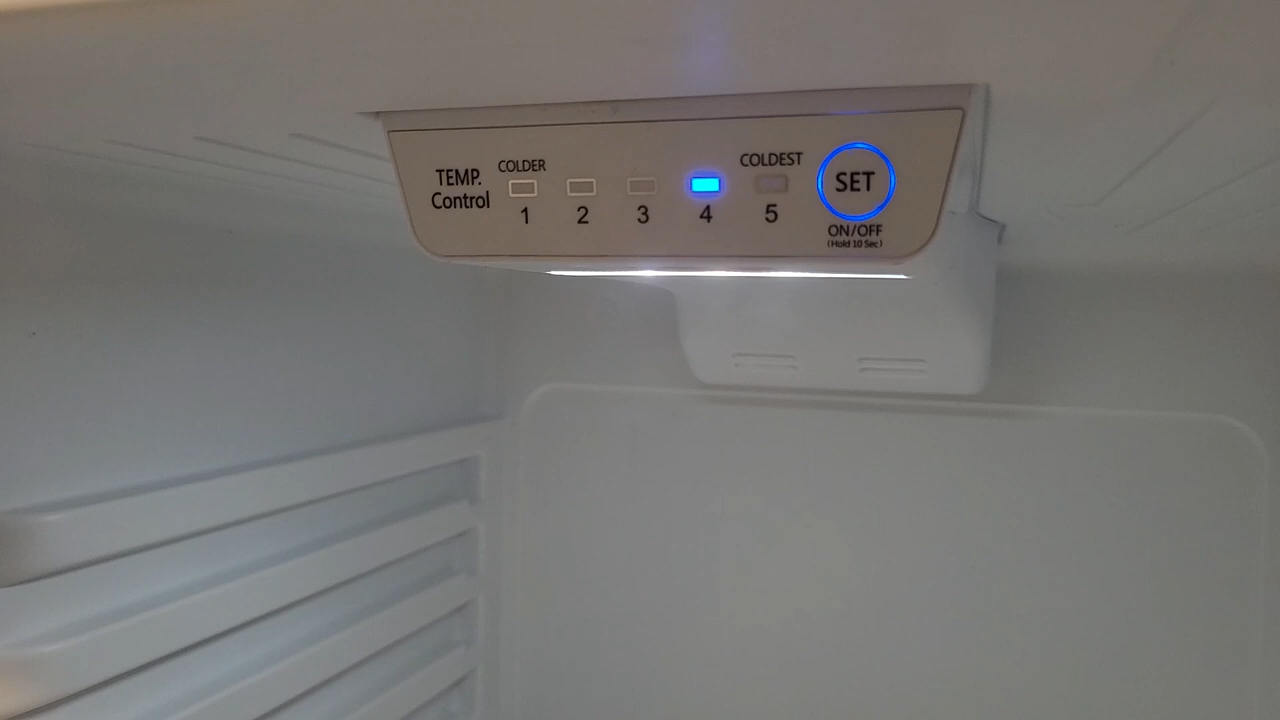 TEMP.
Control
COLDER
1 2 3 4 5
COLDEST
SET
ON/OFF
(Hold 10 Sec)